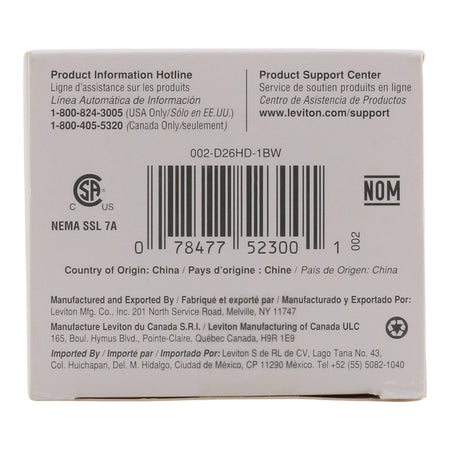 Product Information Hotline
Ligne d'assistance sur les produits
Línea Automática de Información
1-800-824-3005 (USA Only/Sólo en EE.UU.)
1-800-405-5320 (Canada Only/seulement)
Product Support Center
Service de soutien produits en ligne
Centro de Asistencia de Productos
www.leviton.com/support
002-D26HD-1BW
CSA
C US
NEMA SSL 7A
NOM
0 78477 52300 1
002
Country of Origin: China / Pays d'origine : Chine / País de Origen: China
Manufactured and Exported By / Fabriqué et exporté par / Manufacturado y Exportado Por:
Leviton Mfg. Co., Inc. 201 North Service Road, Melville, NY 11747
Manufacture Leviton du Canada S.R.I. / Leviton Manufacturing of Canada ULC
165, Boul. Hymus Blvd., Pointe-Claire, Québec Canada, H9R 1E9
Imported By / Importé par / Importado Por: Leviton S de RL de CV, Lago Tana No. 43,
Col. Huichapan, Del. M. Hidalgo, Ciudad de México, CP 11290 México. Tel +52 (55) 5082-1040